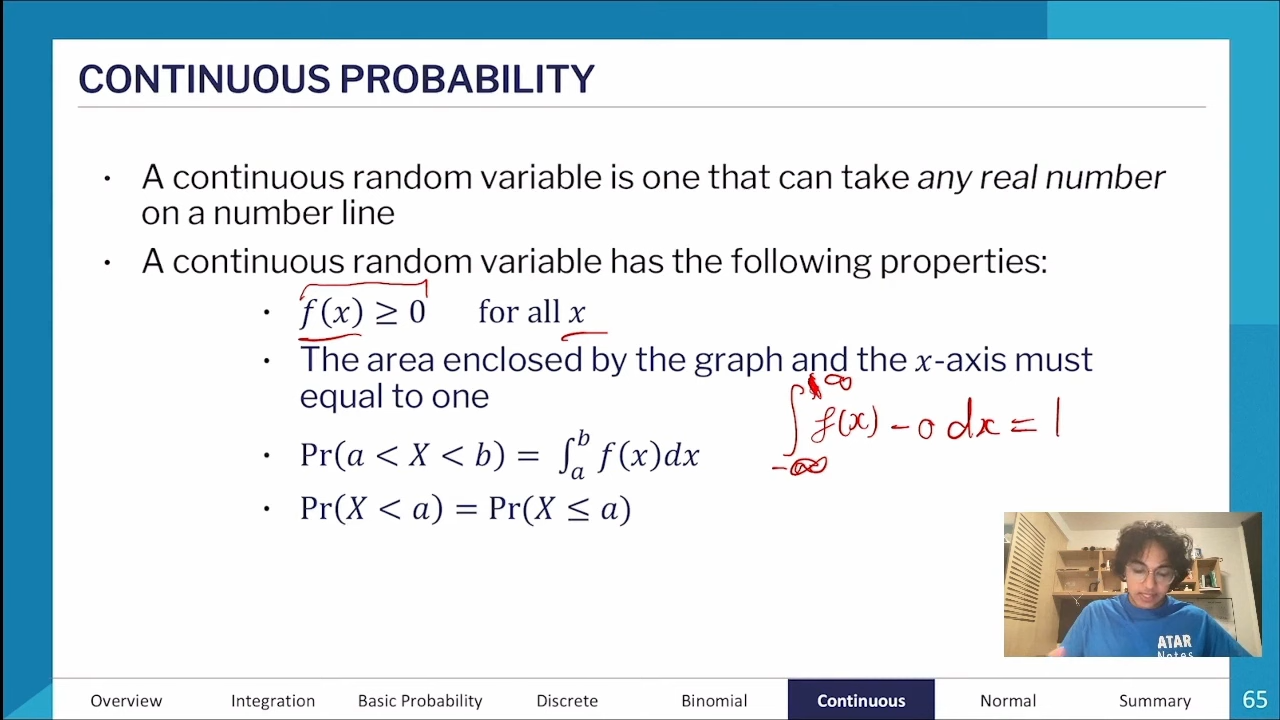 CONTINUOUS PROBABILITY
· A continuous random variable is one that can take any real number
on a number line
· A continuous random variable has the following properties:
· f(x) ≥ 0 for all x
· The area enclosed by the graph and the x-axis must
equal to one
∫_{-∞}^{∞} f(x) - 0 dx = 1
· Pr(a < X < b) = ∫_a^b f(x)dx
· Pr(X < a) = Pr(X ≤ a)
ATAR
Notes
Overview Integration Basic Probability Discrete Binomial Continuous Normal Summary 65